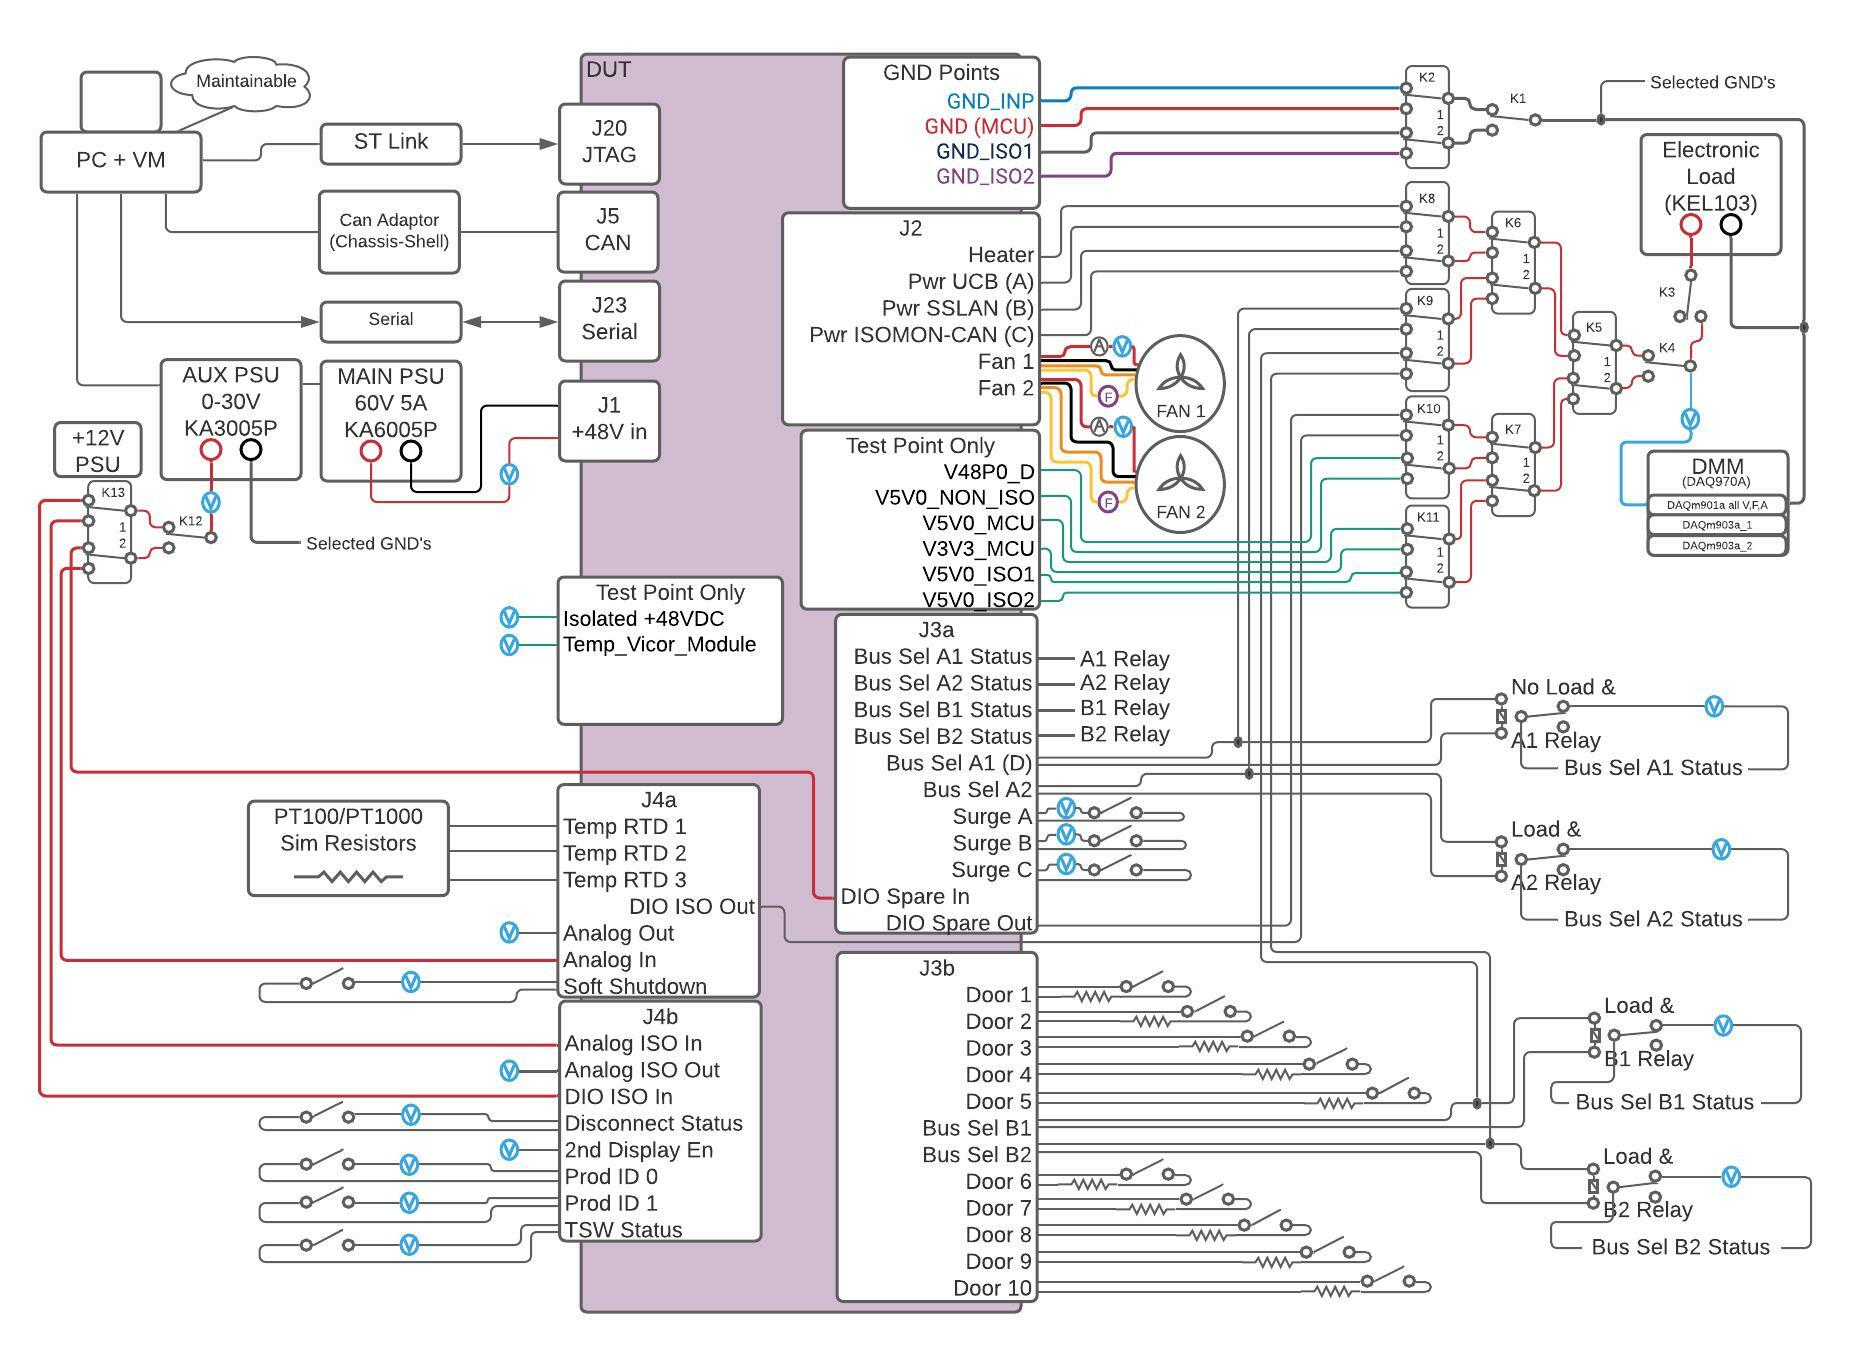 Maintainable
PC + VM
ST Link
Can Adaptor
(Chassis-Shell)
Serial
AUX PSU
0-30V
KA3005P
MAIN PSU
60V 5A
KA6005P
+12V
PSU
K13
1
2
K12
Selected GND's
DUT
J20
JTAG
J5
CAN
J23
Serial
J1
+48V in
Test Point Only
Isolated +48VDC
Temp_Vicor_Module
PT100/PT1000
Sim Resistors
J4a
Temp RTD 1
Temp RTD 2
Temp RTD 3
DIO ISO Out
Analog Out
Analog In
Soft Shutdown
J4b
Analog ISO In
Analog ISO Out
DIO ISO In
Disconnect Status
2nd Display En
Prod ID 0
Prod ID 1
TSW Status
V
V
V
V
V
V
V
V
V
V
V
GND Points
GND_INP
GND (MCU)
GND_ISO1
GND_ISO2
J2
Heater
Pwr UCB (A)
Pwr SSLAN (B)
Pwr ISOMON-CAN (C)
Fan 1
Fan 2
A
V
F
FAN 1
A
V
F
FAN 2
Test Point Only
V48P0_D
V5V0_NON_ISO
V5V0_MCU
V3V3_MCU
V5V0_ISO1
V5V0_ISO2
J3a
Bus Sel A1 Status
Bus Sel A2 Status
Bus Sel B1 Status
Bus Sel B2 Status
Bus Sel A1 (D)
Bus Sel A2
Surge A
Surge B
Surge C
DIO Spare In
DIO Spare Out
A1 Relay
A2 Relay
B1 Relay
B2 Relay
V
V
V
J3b
Door 1
Door 2
Door 3
Door 4
Door 5
Bus Sel B1
Bus Sel B2
Door 6
Door 7
Door 8
Door 9
Door 10
K2
1
2
K1
Selected GND's
K8
1
2
K9
1
2
K10
1
2
K11
1
2
K6
1
2
K7
1
2
K5
1
2
K4
K3
Electronic
Load
(KEL103)
V
DMM
(DAQ970A)
DAQm901a all V,F,A
DAQm903a_1
DAQm903a_2
No Load &
A1 Relay
V
Bus Sel A1 Status
Load &
A2 Relay
V
Bus Sel A2 Status
Load &
B1 Relay
V
Bus Sel B1 Status
Load &
B2 Relay
V
Bus Sel B2 Status